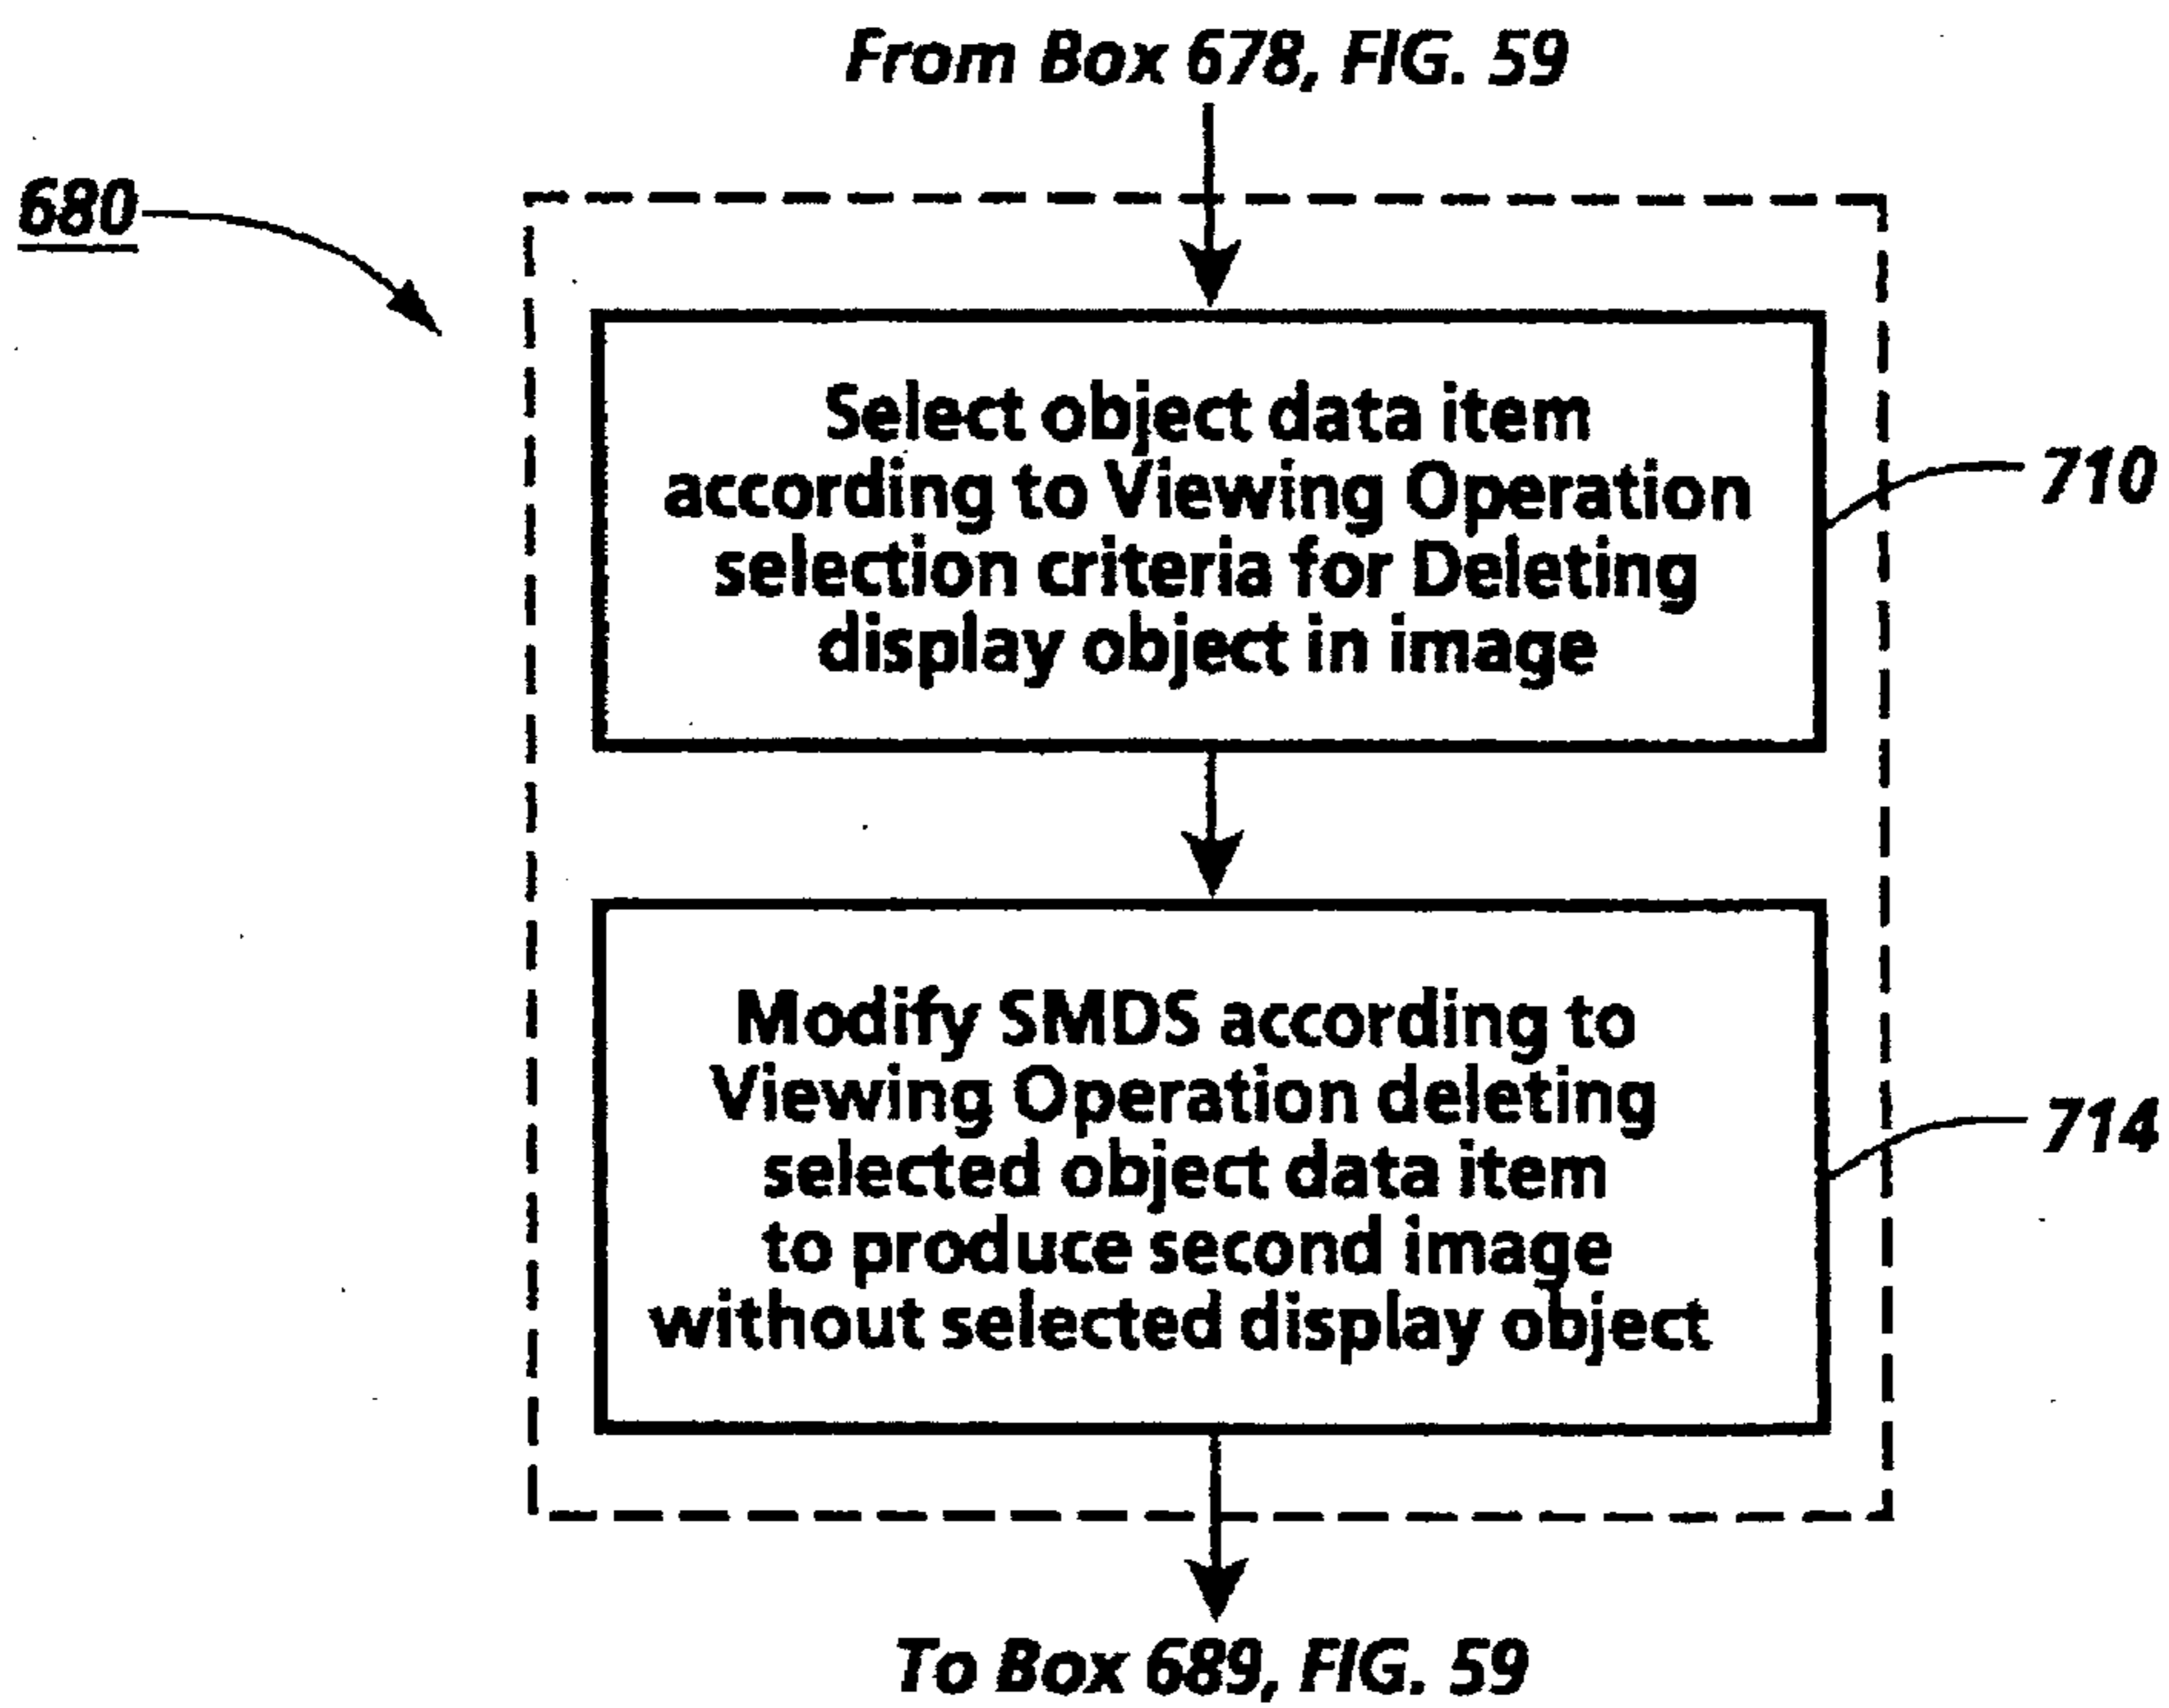 From Box 678, FIG. 59
680
Select object data item
according to Viewing Operation
selection criteria for Deleting
display object in image
710
Modify SMDS according to
Viewing Operation deleting
selected object data item
to produce second image
without selected display object
714
To Box 689, FIG. 59